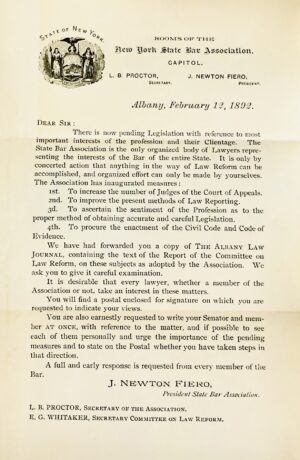 STATE OF NEW YORK.
ROOMS OF THE
New York State Bar Association.
CAPITOL.
L. B. PROCTOR, J. NEWTON FIERO,
SECRETARY. PRESIDENT.
Albany, February 12, 1892.
DEAR SIR:
There is now pending Legislation with reference to most
important interests of the profession and their Clientage. The
State Bar Association is the only organized body of Lawyers repre-
senting the interests of the Bar of the entire State. It is only by
concerted action that anything in the way of Law Reform can be
accomplished, and organized effort can only be made by yourselves.
The Association has inaugurated measures:
1st. To increase the number of Judges of the Court of Appeals.
2nd. To improve the present methods of Law Reporting.
3d. To ascertain the sentiment of the Profession as to the
proper method of obtaining accurate and careful Legislation.
4th. To procure the enactment of the Civil Code and Code of
Evidence.
We have had forwarded you a copy of THE ALBANY LAW
JOURNAL, containing the text of the Report of the Committee on
Law Reform, on these subjects as adopted by the Association. We
ask you to give it careful examination.
It is desirable that every lawyer, whether a member of the
Association or not, take an interest in these matters.
You will find a postal enclosed for signature on which you are
requested to indicate your views.
You are also earnestly requested to write your Senator and mem-
ber AT ONCE, with reference to the matter, and if possible to see
each of them personally and urge the importance of the pending
measures and to state on the Postal whether you have taken steps in
that direction.
A full and early response is requested from every member of the
Bar.
J. NEWTON FIERO,
President State Bar Association.
L. B. PROCTOR, SECRETARY OF THE ASSOCIATION.
E. G. WHITAKER, SECRETARY COMMITTEE ON LAW REFORM.